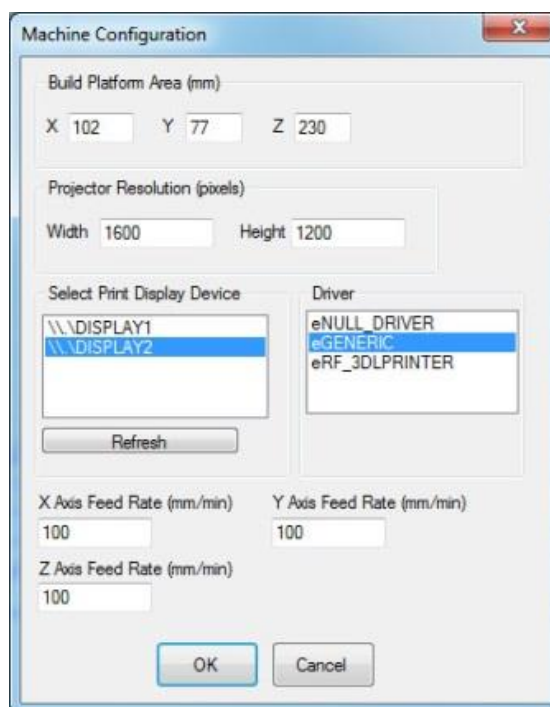 Machine Configuration
Build Platform Area (mm)
X 102 Y 77 Z 230
Projector Resolution (pixels)
Width 1600 Height 1200
Select Print Display Device Driver
\\.\DISPLAY1 eNULL_DRIVER
\\.\DISPLAY2 eGENERIC
eRF_3DLPRINTER
Refresh
X Axis Feed Rate (mm/min) Y Axis Feed Rate (mm/min)
100 100
Z Axis Feed Rate (mm/min)
100
OK Cancel